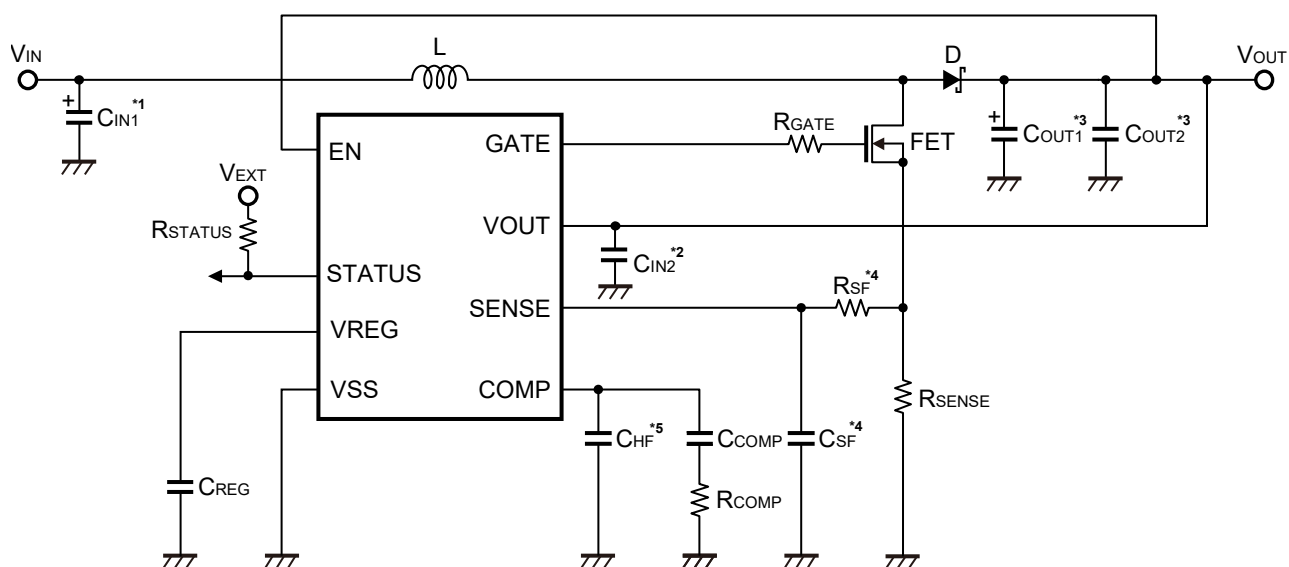 L
D
VIN
VOUT
+
CIN1*1
RGATE
FET
+
COUT1*3
COUT2*3
EN
GATE
VEXT
RSTATUS
VOUT
CIN2*2
STATUS
SENSE
RSF*4
VREG
VSS
COMP
RSENSE
CHF*5
CCOMP
CSF*4
CREG
RCOMP